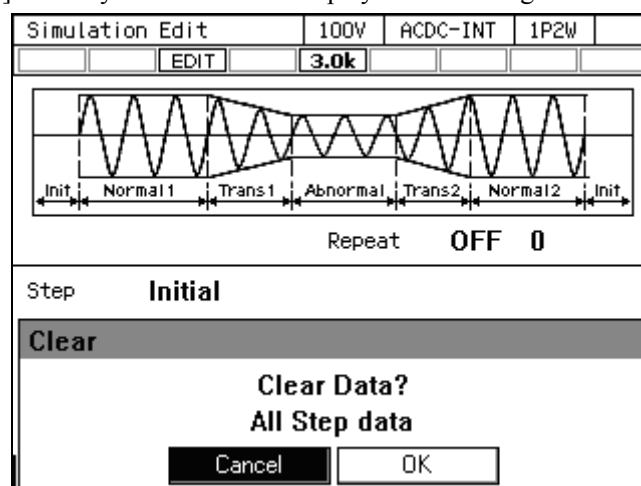 Simulation Edit 100V ACDC-INT 1P2W
EDIT 3.0k
Init Normal1 Trans1 Abnormal Trans2 Normal2 Init
Repeat OFF 0
Step Initial
Clear
Clear Data?
All Step data
Cancel OK